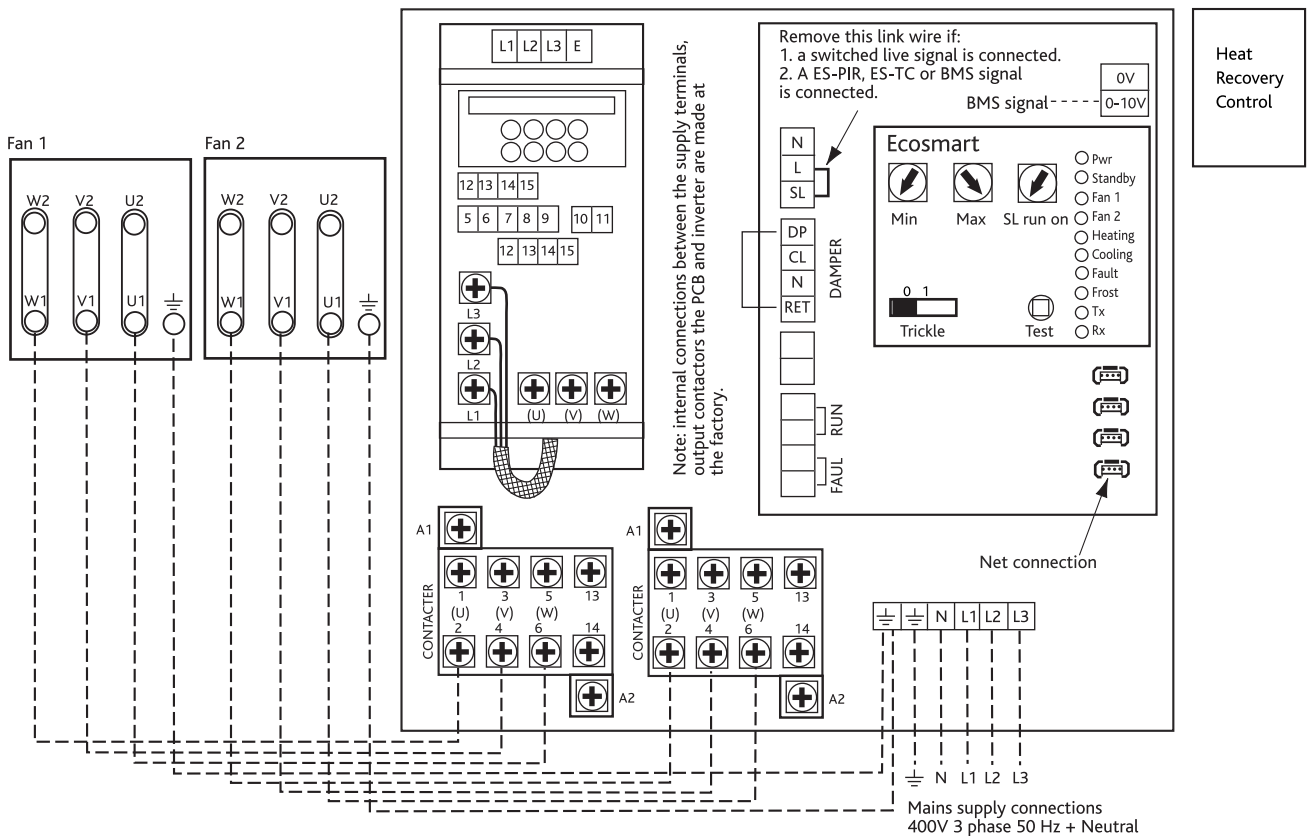 Fan 1
W2 V2 U2
W1 V1 U1
Fan 2
W2 V2 U2
W1 V1 U1
L1 L2 L3 E
12 13 14 15
5 6 7 8 9 10 11
12 13 14 15
L3
L2
L1
(U) (V) (W)
Note: internal connections between the supply terminals,
output contactors the PCB and inverter are made at
the factory.
Remove this link wire if:
1. a switched live signal is connected.
2. A ES-PIR, ES-TC or BMS signal
is connected.
BMS signal
0V
0-10V
N
L
SL
DP
CL
N
RET
DAMPER
RUN
FAUL
Ecosmart
Min Max SL run on
0 1
Trickle
Test
Pwr
Standby
Fan 1
Fan 2
Heating
Cooling
Fault
Frost
Tx
Rx
Net connection
Heat
Recovery
Control
A1
CONTACTER
1 3 5 13
(U) (V) (W)
2 4 6 14
A2
A1
CONTACTER
1 3 5 13
(U) (V) (W)
2 4 6 14
A2
N L1 L2 L3
N L1 L2 L3
Mains supply connections
400V 3 phase 50 Hz + Neutral